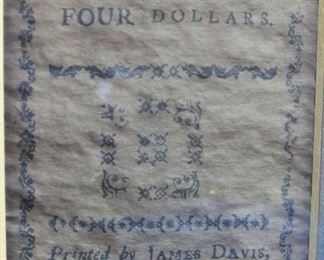 FOUR DOLLARS.
Printed by JAMES DAVIS,